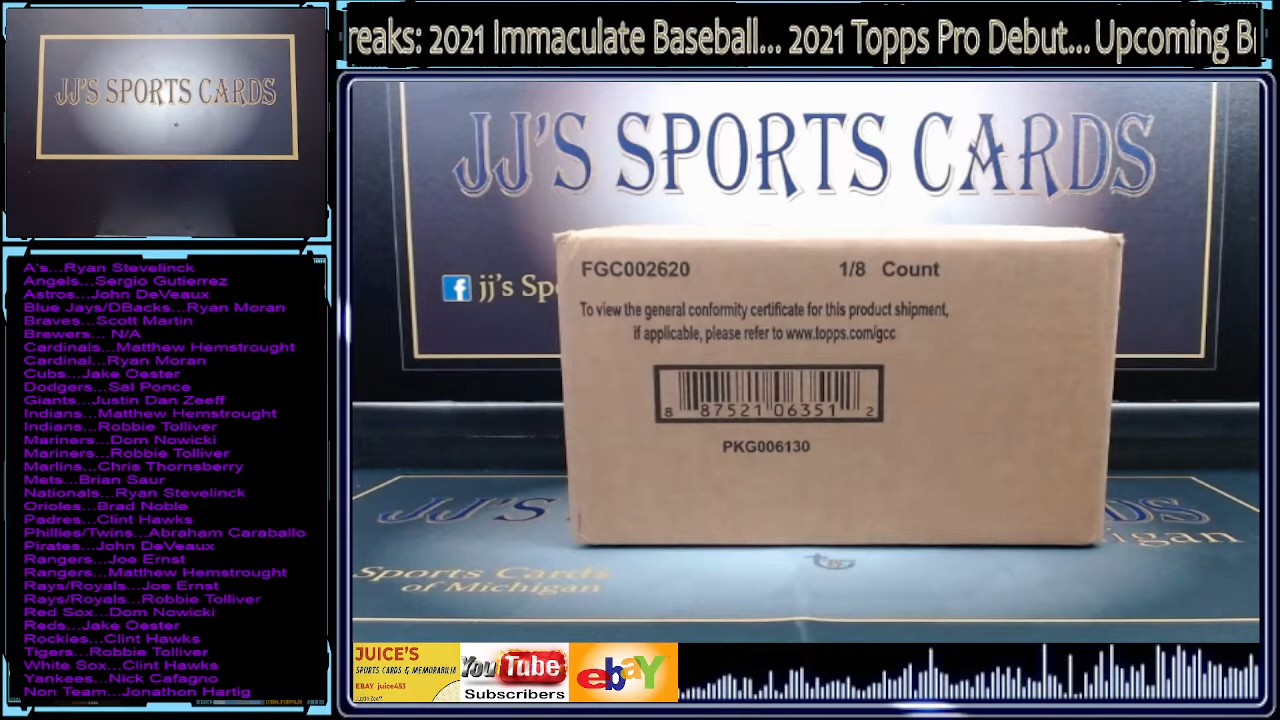 JJ'S SPORTS CARDS
reaks: 2021 Immaculate Baseball... 2021 Topps Pro Debut... Upcoming B
JJ'S SPORTS CARDS
jj's Sp
FGC002620 1/8 Count
To view the general conformity certificate for this product shipment,
if applicable, please refer to www.topps.com/gcc
8 87521 06351 2
PKG006130
JJ'S
DS
Sports Cards
of Michigan
igan
A's...Ryan Stevelinck
Angels...Sergio Gutierrez
Astros...John DeVeaux
Blue Jays/DBacks...Ryan Moran
Braves...Scott Martin
Brewers... N/A
Cardinals...Matthew Hemstrought
Cardinal...Ryan Moran
Cubs...Jake Oester
Dodgers...Sal Ponce
Giants...Justin Dan Zeeff
Indians...Matthew Hemstrought
Indians...Robbie Tolliver
Mariners...Dom Nowicki
Mariners...Robbie Tolliver
Marlins...Chris Thornsberry
Mets...Brian Saur
Nationals...Ryan Stevelinck
Orioles...Brad Noble
Padres...Clint Hawks
Phillies/Twins...Abraham Caraballo
Pirates...John DeVeaux
Rangers...Joe Ernst
Rangers...Matthew Hemstrought
Rays/Royals...Joe Ernst
Rays/Royals...Robbie Tolliver
Red Sox...Dom Nowicki
Reds...Jake Oester
Rockies...Clint Hawks
Tigers...Robbie Tolliver
White Sox...Clint Hawks
Yankees...Nick Cafagno
Non Team...Jonathon Hartig
JUICE'S
SPORTS CARDS & MEMORABILIA
EBAY juice453
Justin Zeeff
YouTube
Subscribers
ebaY